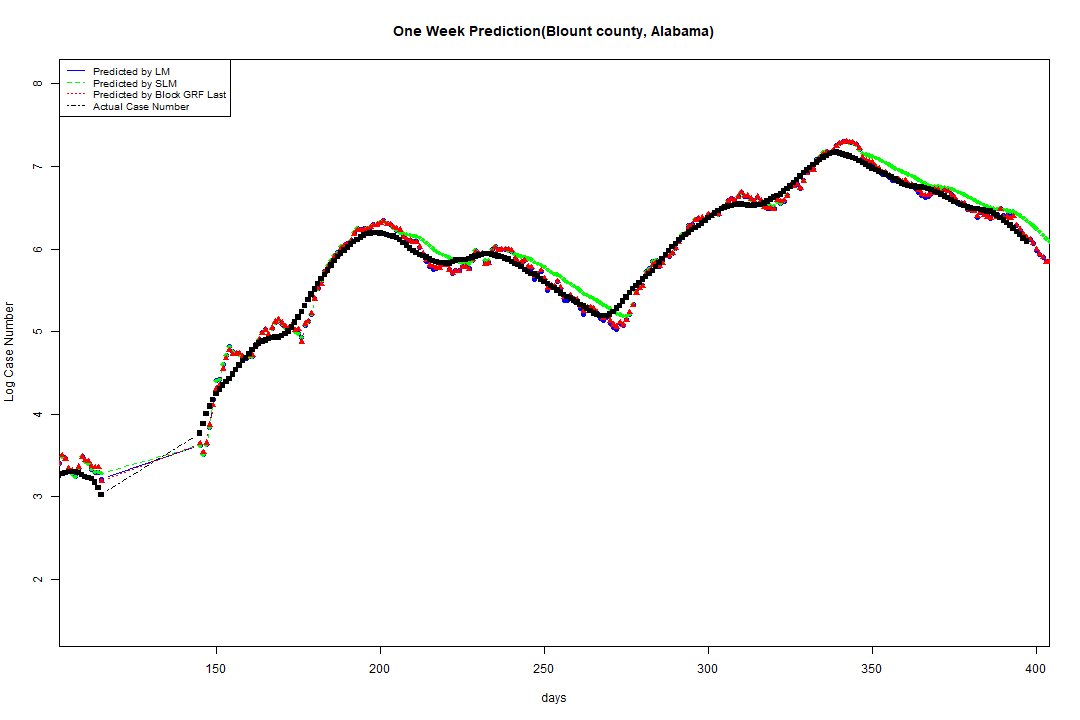 One Week Prediction(Blount county, Alabama)
Predicted by LM
Predicted by SLM
Predicted by Block GRF Last
Actual Case Number
8
7
6
5
4
3
2
Log Case Number
150 200 250 300 350 400
days